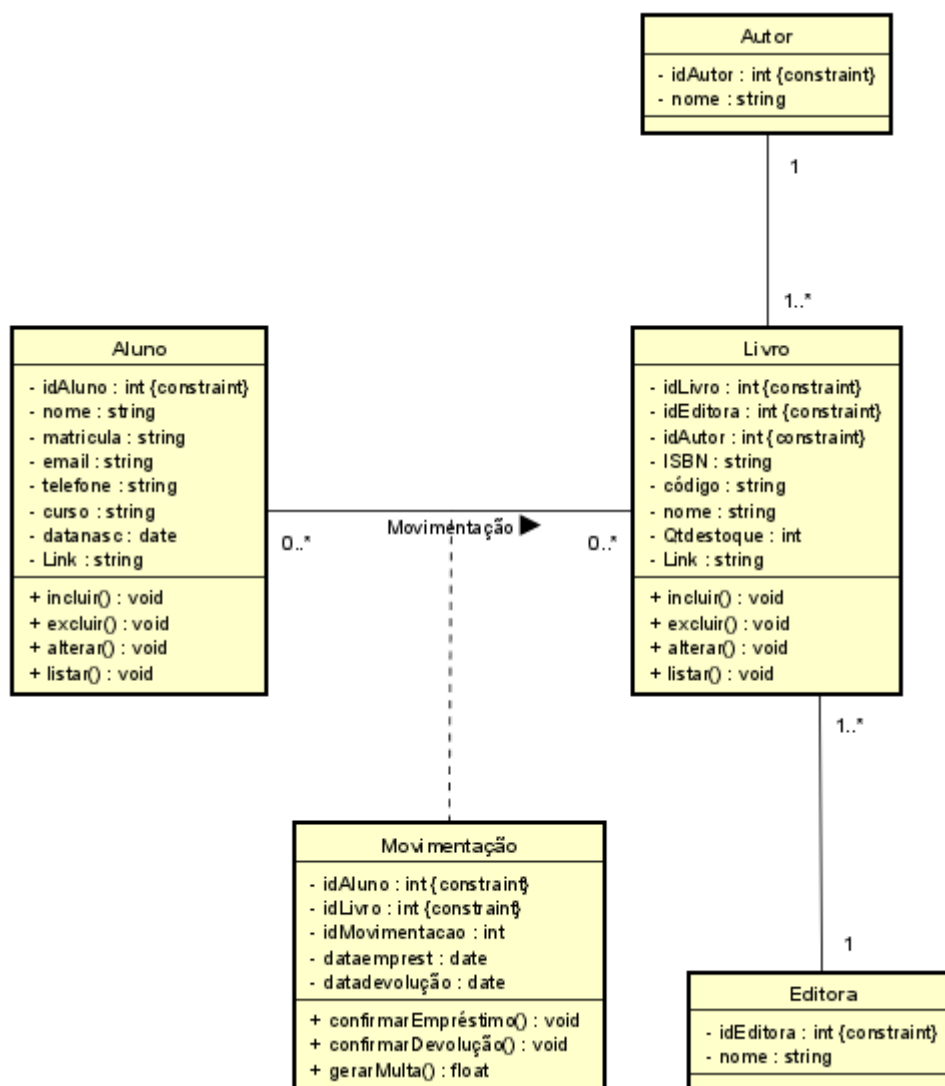 Autor
- idAutor : int {constraint}
- nome : string
1
1..*
Aluno
- idAluno : int {constraint}
- nome : string
- matricula : string
- email : string
- telefone : string
- curso : string
- datanasc : date
- Link : string
+ incluir() : void
+ excluir() : void
+ alterar() : void
+ listar() : void
0..*
Movimentação
0..*
Livro
- idLivro : int {constraint}
- idEditora : int {constraint}
- idAutor : int {constraint}
- ISBN : string
- código : string
- nome : string
- Qtdestoque : int
- Link : string
+ incluir() : void
+ excluir() : void
+ alterar() : void
+ listar() : void
1..*
Movimentação
- idAluno : int {constraint}
- idLivro : int {constraint}
- idMovimentacao : int
- dataemprest : date
- datadevolução : date
+ confirmarEmpréstimo() : void
+ confirmarDevolução() : void
+ gerarMulta() : float
1
Editora
- idEditora : int {constraint}
- nome : string